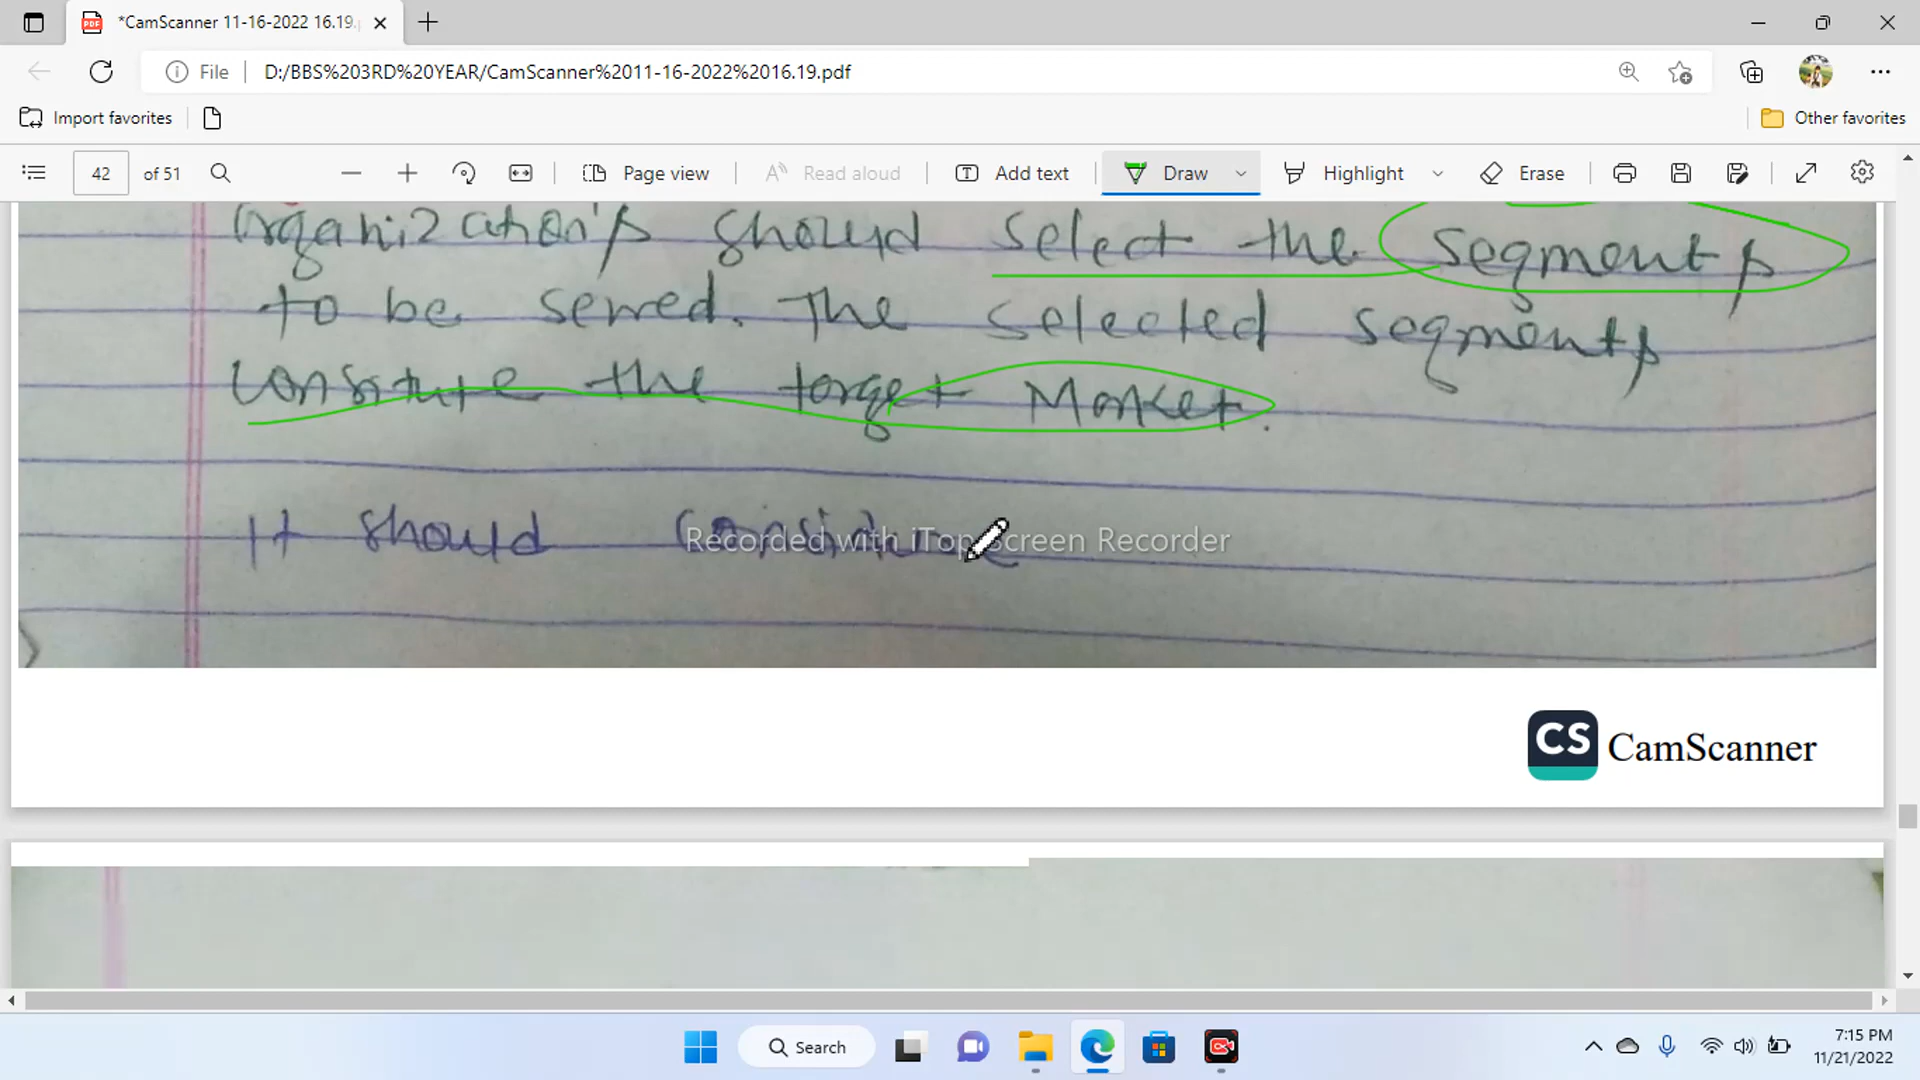 *CamScanner 11-16-2022 16.19.
File D:/BBS%203RD%20YEAR/CamScanner%2011-16-2022%2016.19.pdf
Import favorites Other favorites
42 of 51 Page view Read aloud Add text Draw Highlight Erase
Organization's should select the segments
to be served. The selected segments
constitute the target Market.
It should
Recorded with iTop Screen Recorder
CS CamScanner
Search
7:15 PM
11/21/2022